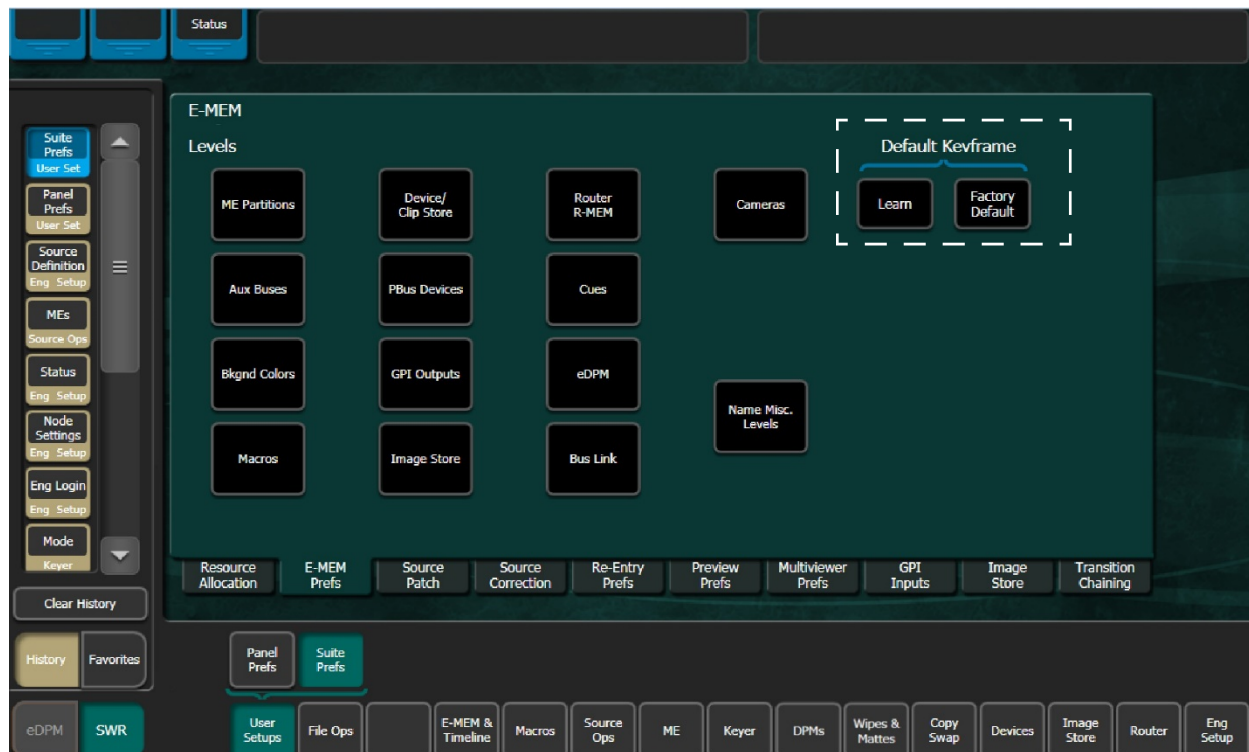 Status
E-MEM
Levels
Default Keyframe
ME Partitions
Device/
Clip Store
Router
R-MEM
Cameras
Learn
Factory
Default
Aux Buses
PBus Devices
Cues
Bkgnd Colors
GPI Outputs
eDPM
Name Misc.
Levels
Macros
Image Store
Bus Link
Resource
Allocation
E-MEM
Prefs
Source
Patch
Source
Correction
Re-Entry
Prefs
Preview
Prefs
Multiviewer
Prefs
GPI
Inputs
Image
Store
Transition
Chaining
Suite
Prefs
User Set
Panel
Prefs
User Set
Source
Definition
Eng Setup
MEs
Source Ops
Status
Eng Setup
Node
Settings
Eng Setup
Eng Login
Eng Setup
Mode
Keyer
Clear History
History
Favorites
Panel
Prefs
Suite
Prefs
eDPM
SWR
User
Setups
File Ops
E-MEM &
Timeline
Macros
Source
Ops
ME
Keyer
DPMs
Wipes &
Mattes
Copy
Swap
Devices
Image
Store
Router
Eng
Setup